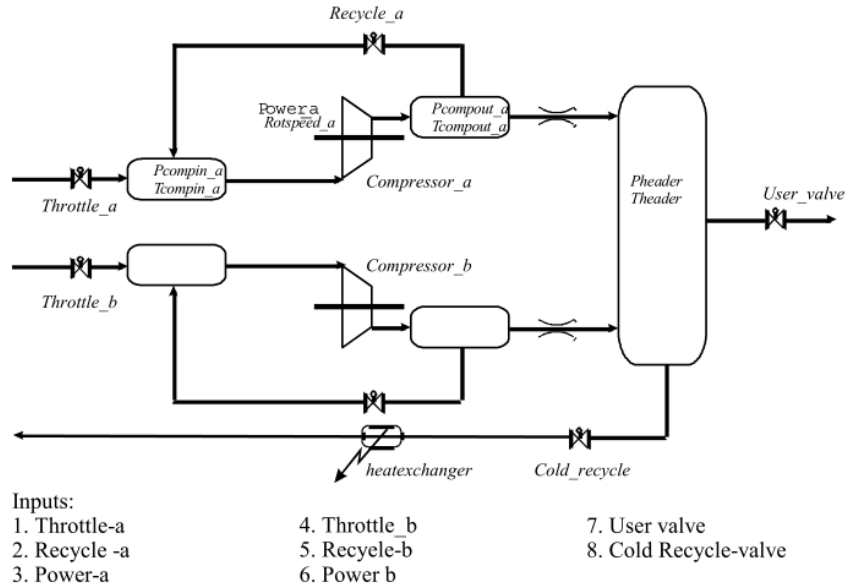 Recycle_a
Powera
Rotspeed_a
Pcompout_a
Tcompout_a
Pcompin_a
Tcompin_a
Compressor_a
Throttle_a
Pheader
Theader
User_valve
Compressor_b
Throttle_b
heatexchanger
Cold_recycle
Inputs:
1. Throttle-a
2. Recycle -a
3. Power-a
4. Throttle_b
5. Recyele-b
6. Power b
7. User valve
8. Cold Recycle-valve